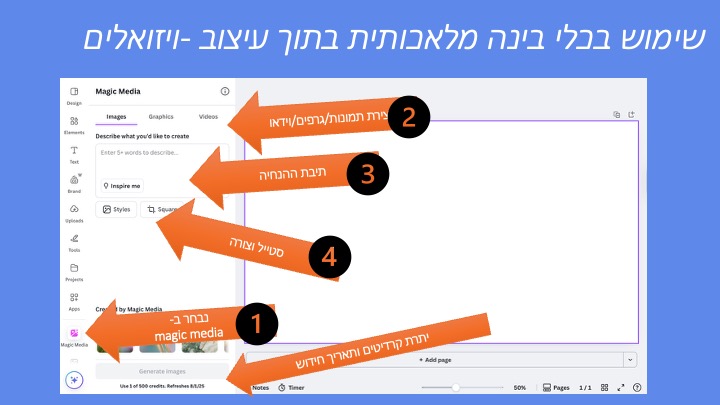 שימוש בכלי בינה מלאכותית בתוך עיצוב -ויזואלים
Design
Elements
Text
Brand
Uploads
Tools
Projects
Apps
Magic Media
Magic Media
Images Graphics Videos
Describe what you'd like to create
Enter 5+ words to describe...
Inspire me
Styles
Square
Created by Magic Media
Generate images
Use 1 of 500 credits. Refreshes 8/1/25
יצירת תמונות/גרפים/וידאו
2
תיבת ההנחיה
3
סטייל וצורה
4
נבחר ב-
magic media
1
יתרת קרדיטים ותאריך חידוש
+ Add page
Notes
Timer
50%
Pages
1 / 1